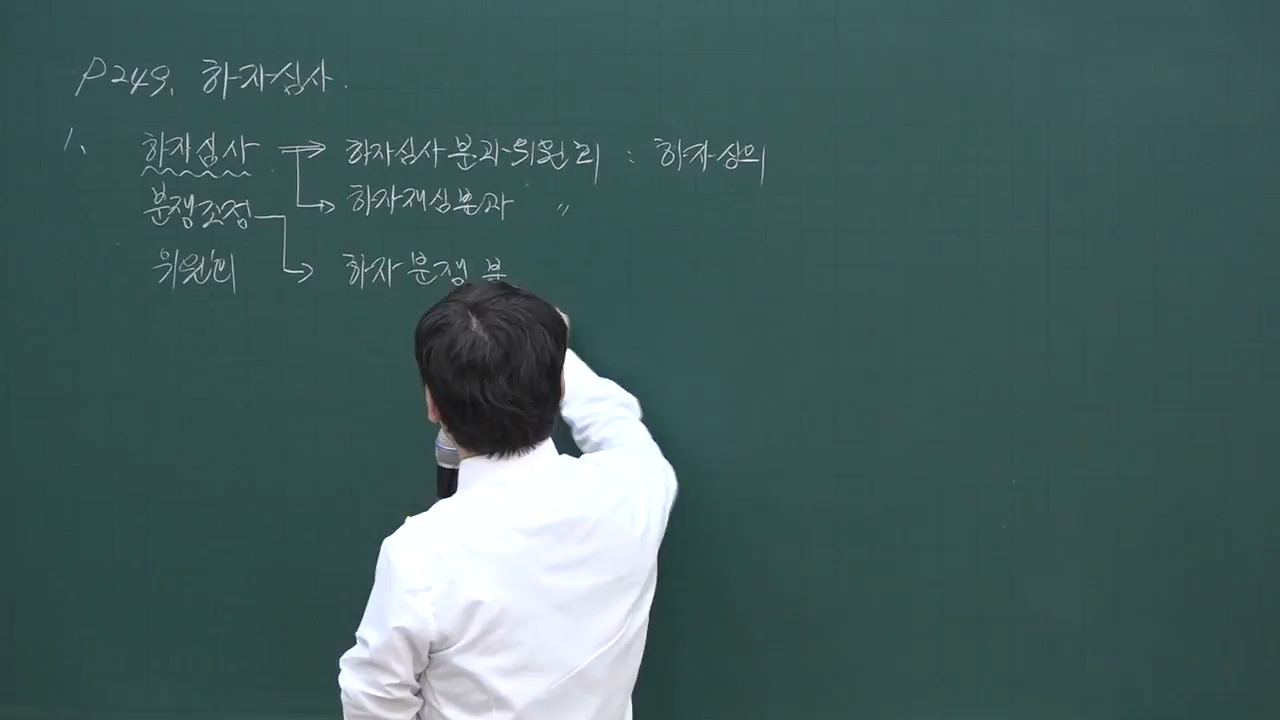 P249. 하자심사.
1. 하자심사 → 하자심사분과위원회 : 하자심의
분쟁조정 → 하자재심분과 〃
위원회 → 하자분쟁 분